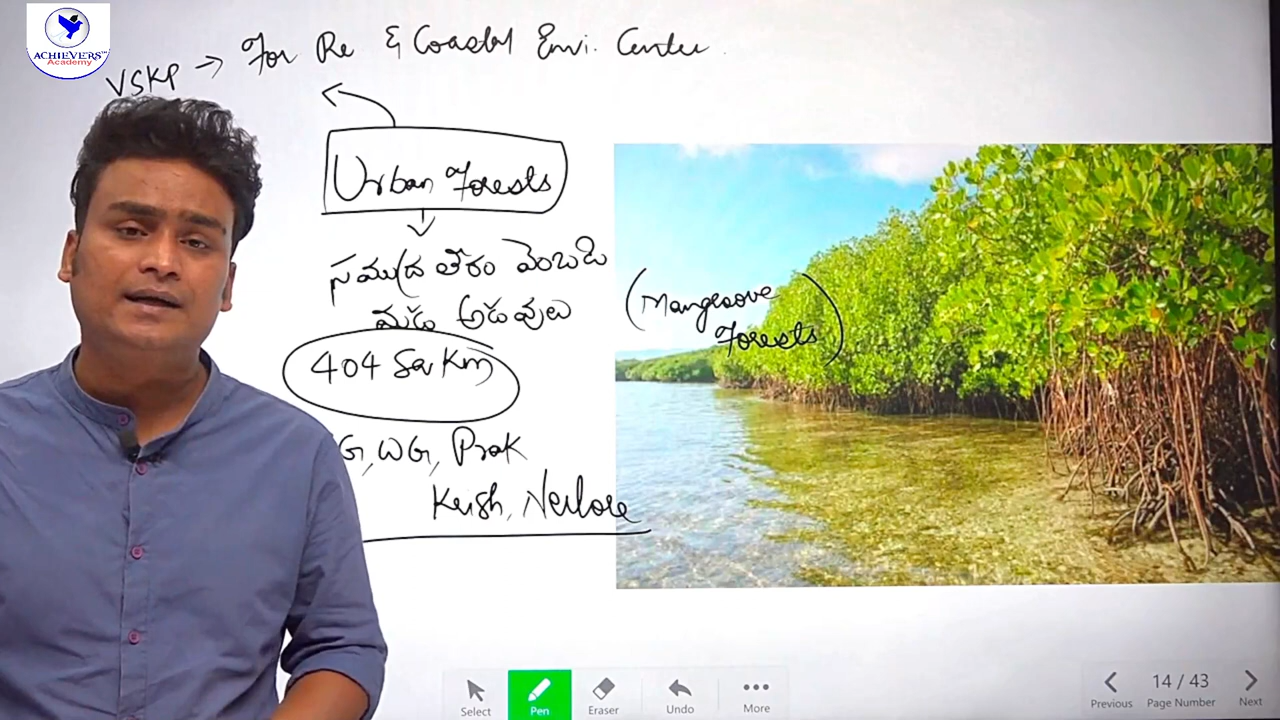 ACHIEVERS™
Academy
VSKP → For Re & Coastal Envi. Center
Urban Forests
సముద్ర తీరం వెంబడి
మడ అడవులు
404 Sq. Km
G, WG, Prak
Krish, Nellore
(Mangroove
Forests)
Select
Pen
Eraser
Undo
More
Previous
14 / 43
Page Number
Next